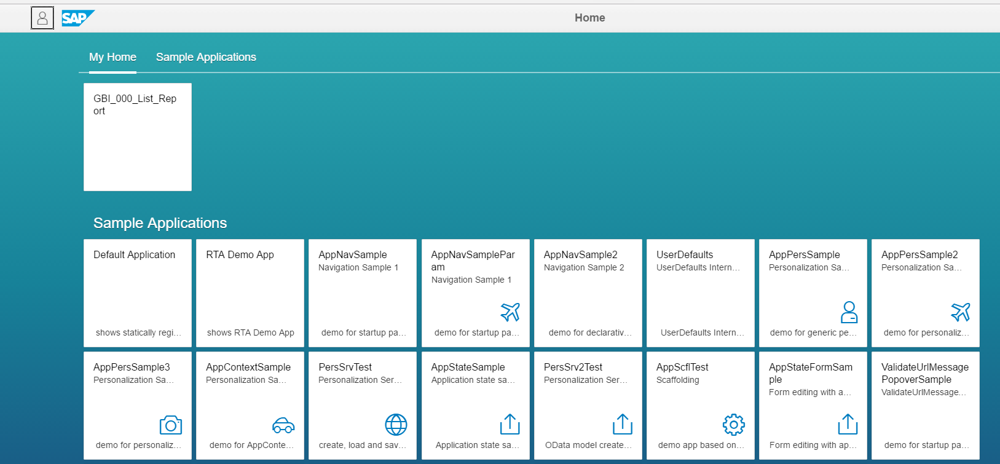 SAP
Home
My Home
Sample Applications
GBI_000_List_Rep
ort
Sample Applications
Default Application
shows statically regi...
RTA Demo App
shows RTA Demo App
AppNavSample
Navigation Sample 1
demo for startup pa...
AppNavSamplePar
am
Navigation Sample 1
demo for startup pa...
AppNavSample2
Navigation Sample 2
demo for declarativ...
UserDefaults
UserDefaults Intern...
UserDefaults Intern...
AppPersSample
Personalization Sa...
demo for generic pe...
AppPersSample2
Personalization Sa...
demo for personaliz...
AppPersSample3
Personalization Sa...
demo for personaliz...
AppContextSample
Personalization Sa...
demo for AppConte...
PersSrvTest
Personalization Ser...
create, load and sav...
AppStateSample
Application state sa...
Application state sa...
PersSrv2Test
Personalization Ser...
OData model create...
AppScflTest
Scaffolding
demo app based on...
AppStateFormSam
ple
Form editing with a...
Form editing with ap...
ValidateUrlMessage
PopoverSample
ValidateUrlMessage...
demo for startup pa...